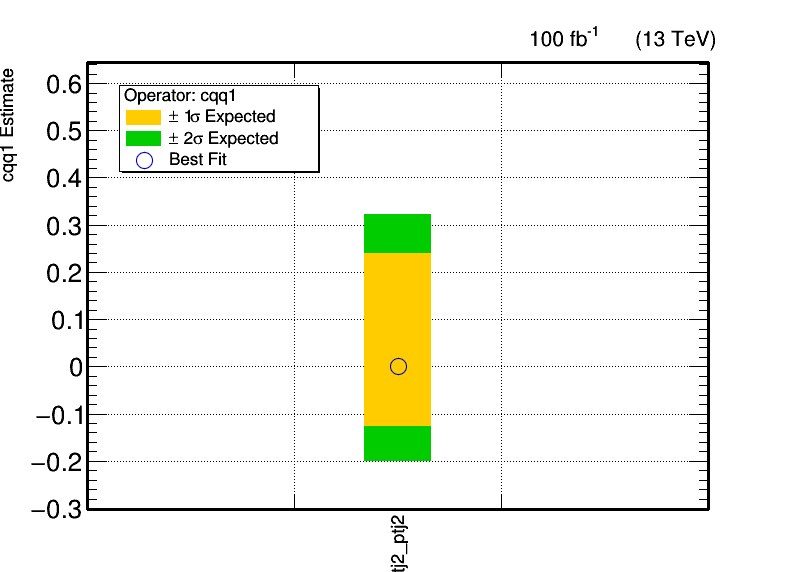 100 fb-1 (13 TeV)
cqq1 Estimate
Operator: cqq1
± 1σ Expected
± 2σ Expected
Best Fit
0.6
0.5
0.4
0.3
0.2
0.1
0
−0.1
−0.2
−0.3
tj2_ptj2